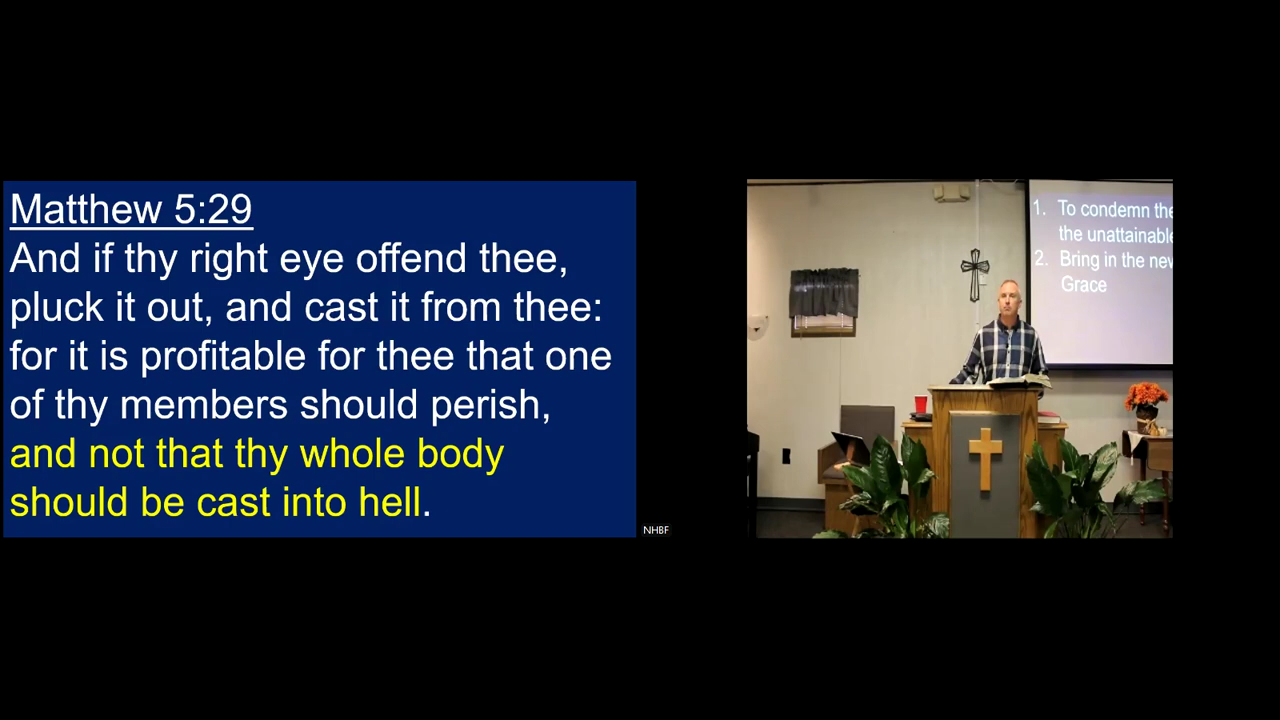 Matthew 5:29
And if thy right eye offend thee,
pluck it out, and cast it from thee:
for it is profitable for thee that one
of thy members should perish,
and not that thy whole body
should be cast into hell.
NHBF
1. To condemn the
the unattainable
2. Bring in the new
Grace